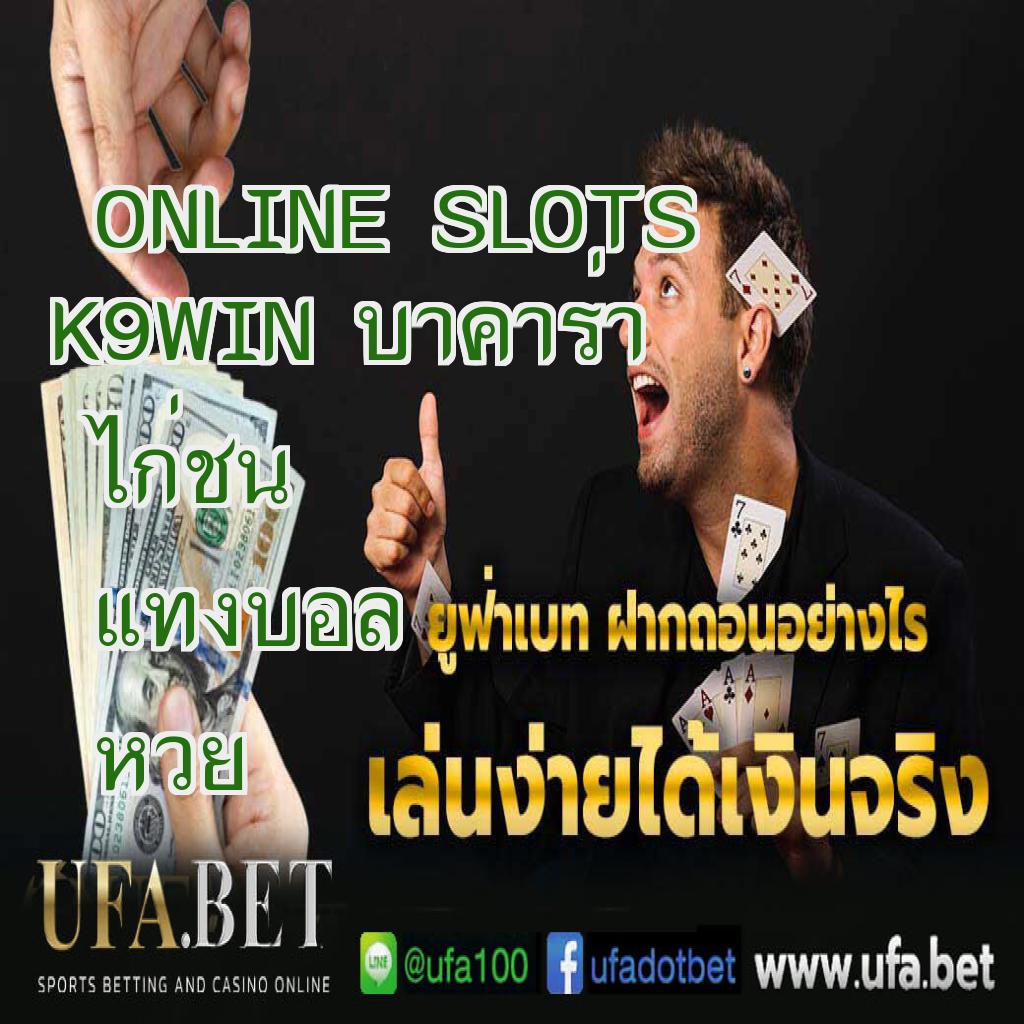 ONLINE SLOTS
K9WIN บาคาร่า
ไก่ชน
แทงบอล
หวย
ยูฟ่าเบท ฝากถอนอย่างไร
เล่นง่ายได้เงินจริง
UFA.BET
SPORTS BETTING AND CASINO ONLINE
LINE @ufa100 f ufadotbet www.ufa.bet